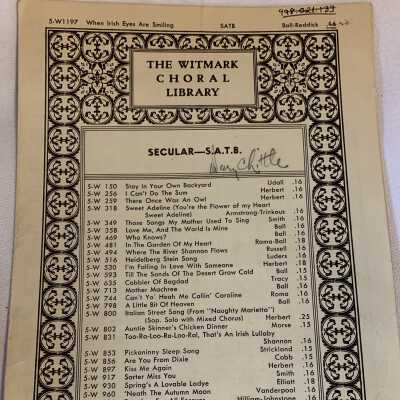 5-W1197 When Irish Eyes Are Smiling SATB Ball-Reddick .16
THE WITMARK
CHORAL
LIBRARY
SECULAR—S.A.T.B.
5-W 150 Stay In Your Own Backyard Udall .16
5-W 256 I Can't Do The Sum Herbert .16
5-W 259 There Once Was An Owl Herbert .16
5-W 318 Sweet Adeline (You're the Flower of my Heart
Sweet Adeline) Armstrong-Trinkaus .16
5-W 349 Those Songs My Mother Used To Sing Smith .16
5-W 358 Love Me, And The World Is Mine Ball .16
5-W 469 Who Knows? Ball .16
5-W 481 In The Garden Of My Heart Roma-Ball .18
5-W 494 Where The River Shannon Flows Russell .16
5-W 516 Heidelberg Stein Song Luders .16
5-W 530 I'm Falling In Love With Someone Herbert .18
5-W 593 Till The Sands Of The Desert Grow Cold Ball .15
5-W 635 Cobbler Of Bagdad Tracy .15
5-W 713 Mother Machree Ball .16
5-W 744 Can't Yo' Heah Me Callin' Caroline Roma .16
5-W 798 A Little Bit Of Heaven Ball .16
5-W 800 Italian Street Song (From "Naughty Marietta")
(Sop. Solo with Mixed Chorus) Herbert .25
5-W 802 Auntie Skinner's Chicken Dinner Morse .15
5-W 831 Too-Ra-Loo-Ra-Loo-Ral, That's An Irish Lullaby
Shannon .16
5-W 853 Pickaninny Sleep Song Strickland .15
5-W 856 Are You From Dixie Cobb .15
5-W 897 Kiss Me Again Herbert .16
5-W 917 Sorter Miss You Smith .16
5-W 930 Spring's A Lovable Ladye Elliott .18
5-W 960 'Neath The Autumn Moon Vanderpool .16